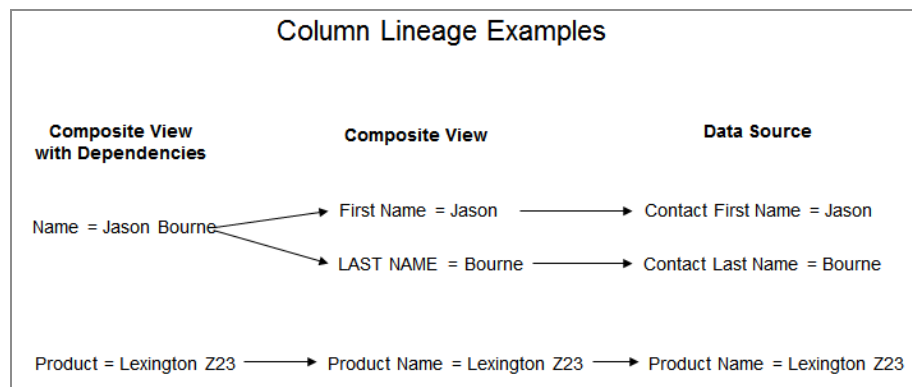 Column Lineage Examples
Composite View
with Dependencies
Composite View
Data Source
Name = Jason Bourne
First Name = Jason
Contact First Name = Jason
LAST NAME = Bourne
Contact Last Name = Bourne
Product = Lexington Z23
Product Name = Lexington Z23
Product Name = Lexington Z23